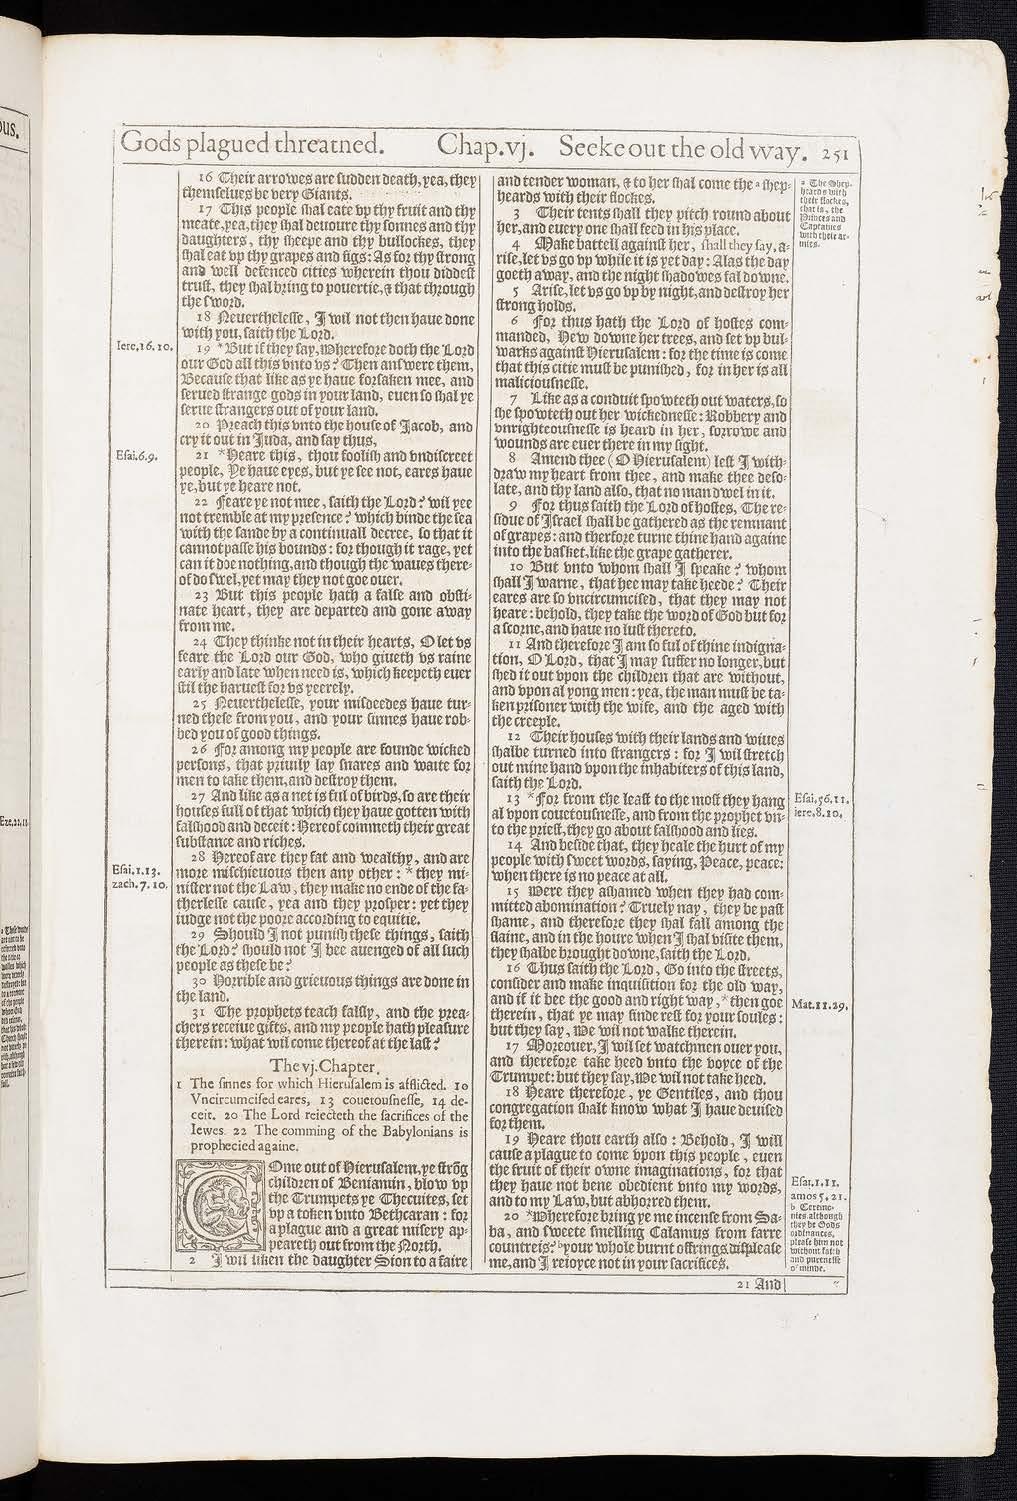 Gods plagued threatned. Chap.vj. Seeke out the old way. 251
16 Their arrowes are sudden death, yea, they
themselues be very Giants.
17 This people shal eate vp thy fruit and thy
meate, yea, they shal deuoure thy sonnes and thy
daughters, thy sheepe and thy bullockes, they
shal eat vp thy grapes and figs: As for thy strong
and well defenced cities wherein thou diddest
trust, they shal bring to pouertie, & that through
the sword.
18 Neuerthelesse, I wil not then haue done
with you, saith the Lord.
Iere,16.10.
19 *But if they say, Wherefore doth the Lord
our God all this vnto vs? Then answere them,
Because that like as ye haue forsaken mee, and
serued strange gods in your land, euen so shal ye
serue strangers out of your land.
20 Preach this vnto the house of Jacob, and
cry it out in Juda, and say thus,
Esai.6.9.
21 *Heare this, thou foolish and vndiscreet
people, Ye haue eyes, but ye see not, eares haue
ye, but ye heare not.
22 Feare ye not mee, saith the Lord? wil yee
not tremble at my presence? which binde the sea
with the sande by a continuall decree, so that it
cannot passe his bounds: for though it rage, yet
can it doe nothing, and though the waues there-
of do swel, yet may they not goe ouer.
23 But this people hath a false and obsti-
nate heart, they are departed and gone away
from me.
24 They thinke not in their hearts, O let vs
feare the Lord our God, who giueth vs raine
early and late when need is, which keepeth euer
stil the haruest for vs yeerely.
25 Neuerthelesse, your misdeedes haue tur-
ned these from you, and your sinnes haue rob-
bed you of good things.
26 For among my people are founde wicked
persons, that priuily lay snares and waite for
men to take them, and destroy them.
27 And like as a net is ful of birds, so are their
houses full of that which they haue gotten with
falshood and deceit: Hereof commeth their great
substance and riches.
28 Hereof are they fat and wealthy, and are
Esai.1.13.
zach.7.10.
more mischieuous then any other: *they mi-
nister not the Law, they make no ende of the fa-
therlesse cause, yea and they prosper: yet they
iudge not the poore according to equitie.
29 Should I not punish these things, saith
the Lord? should not I bee auenged of all such
people as these be?
30 Horrible and grieuous things are done in
the land.
31 The prophets teach falsly, and the prea-
chers receiue gifts, and my people hath pleasure
therein: what wil come thereof at the last?
The vj. Chapter.
1 The sinnes for which Hierusalem is afflicted. 10
Vncircumcised eares, 13 couetousnesse, 14 de-
ceit. 20 The Lord reiecteth the sacrifices of the
Iewes. 22 The comming of the Babylonians is
prophecied againe.
COme out of Hierusalem, ye strōg
children of Beniamin, blow vp
the Trumpets ye Thecuites, set
vp a token vnto Bethcaran: for
a plague and a great misery ap-
peareth out from the North.
2 I wil liken the daughter Sion to a faire
and tender woman, & to her shal come the a shep-
heards with their flockes.
a The Shep-
heards with
their flockes,
that is, the
Princes and
Captaines
with their ar-
mies.
3 Their tents shall they pitch round about
her, and euery one shall feed in his place.
4 Make battell against her, shall they say, a-
rise, let vs go vp while it is yet day: Alas the day
goeth away, and the night shadowes fal downe.
5 Arise, let vs go vp by night, and destroy her
strong holds.
6 For thus hath the Lord of hostes com-
manded, Hew downe her trees, and set vp bul-
warks against Hierusalem: for the time is come
that this citie must be punished, for in her is all
maliciousnesse.
7 Like as a conduit spowteth out waters, so
she spowteth out her wickednesse: Robbery and
vnrighteousnesse is heard in her, sorrowe and
wounds are euer there in my sight.
8 Amend thee (O Hierusalem) lest I with-
draw my heart from thee, and make thee deso-
late, and thy land also, that no man dwel in it.
9 For thus saith the Lord of hostes, The re-
sidue of Israel shall be gathered as the remnant
of grapes: and therfore turne thine hand againe
into the basket, like the grape gatherer.
10 But vnto whom shall I speake? whom
shall I warne, that hee may take heede? Their
eares are so vncircumcised, that they may not
heare: behold, they take the word of God but for
a scorne, and haue no lust thereto.
11 And therefore I am so ful of thine indigna-
tion, O Lord, that I may suffer no longer, but
shed it out vpon the children that are without,
and vpon al yong men: yea, the man must be ta-
ken prisoner with the wife, and the aged with
the creeple.
12 Their houses with their lands and wiues
shalbe turned into strangers: for I wil stretch
out mine hand vpon the inhabiters of this land,
saith the Lord.
Esai.56.11.
iere.8.10.
13 *For from the least to the most they hang
al vpon couetousnesse, and from the prophet vn-
to the priest, they go about falshood and lies.
14 And beside that, they heale the hurt of my
people with sweet words, saying, Peace, peace:
when there is no peace at all.
15 Were they ashamed when they had com-
mitted abomination? Truely nay, they be past
shame, and therefore they shal fall among the
slaine, and in the houre when I shal visite them,
they shalbe brought downe, saith the Lord.
16 Thus saith the Lord, Go into the streets,
consider and make inquisition for the old way,
and if it bee the good and right way, *then goe
Mat.11.29.
therein, that ye may finde rest for your soules:
but they say, We wil not walke therein.
17 Moreouer, I wil set watchmen ouer you,
and therefore take heed vnto the voyce of the
Trumpet: but they say, We wil not take heed.
18 Heare therefore, ye Gentiles, and thou
congregation shalt know what I haue deuised
for them.
19 Heare thou earth also: Behold, I will
cause a plague to come vpon this people, euen
the fruit of their owne imaginations, for that
they haue not bene obedient vnto my words,
and to my Law, but abhorred them.
Esai.1.11.
amos 5.21.
20 *Wherefore bring ye me incense from Sa-
ba, and sweete smelling Calamus from farre
countreis? b your whole burnt offrings displease
me, and I reioyce not in your sacrifices.
b Ceremo-
nies although
they be Gods
ordinances,
please him not
without faith
and purenesse
of minde.
21 And